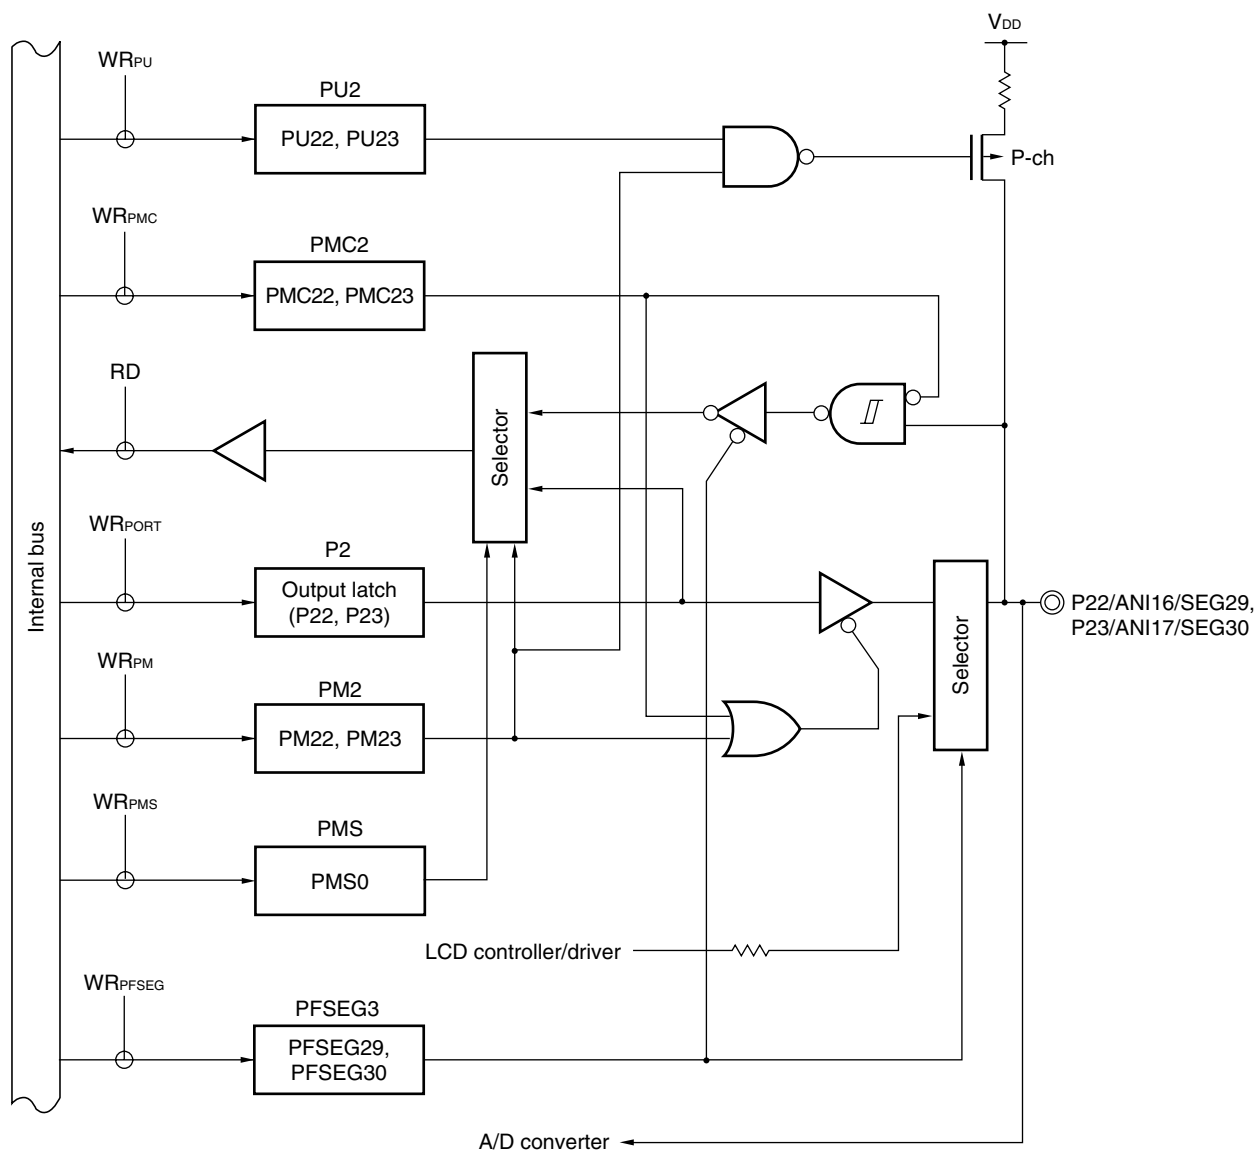 VDD
WRPU
PU2
PU22, PU23
P-ch
WRPMC
PMC2
PMC22, PMC23
RD
Selector
WRPORT
P2
Output latch
(P22, P23)
Internal bus
Selector
P22/ANI16/SEG29,
P23/ANI17/SEG30
WRPM
PM2
PM22, PM23
WRPMS
PMS
PMS0
LCD controller/driver
WRPFSEG
PFSEG3
PFSEG29,
PFSEG30
A/D converter